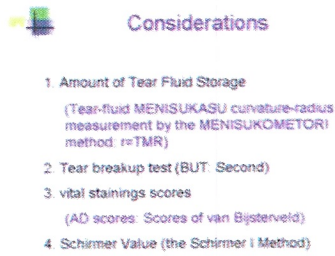 Considerations
1. Amount of Tear Fluid Storage
(Tear-fluid MENISUKASU curvature-radius
measurement by the MENISUKOMETORI
method: r=TMR)
2. Tear breakup test (BUT: Second)
3. vital stainings scores
(AD scores: Scores of van Bijsterveld)
4. Schirmer Value (the Schirmer I Method)